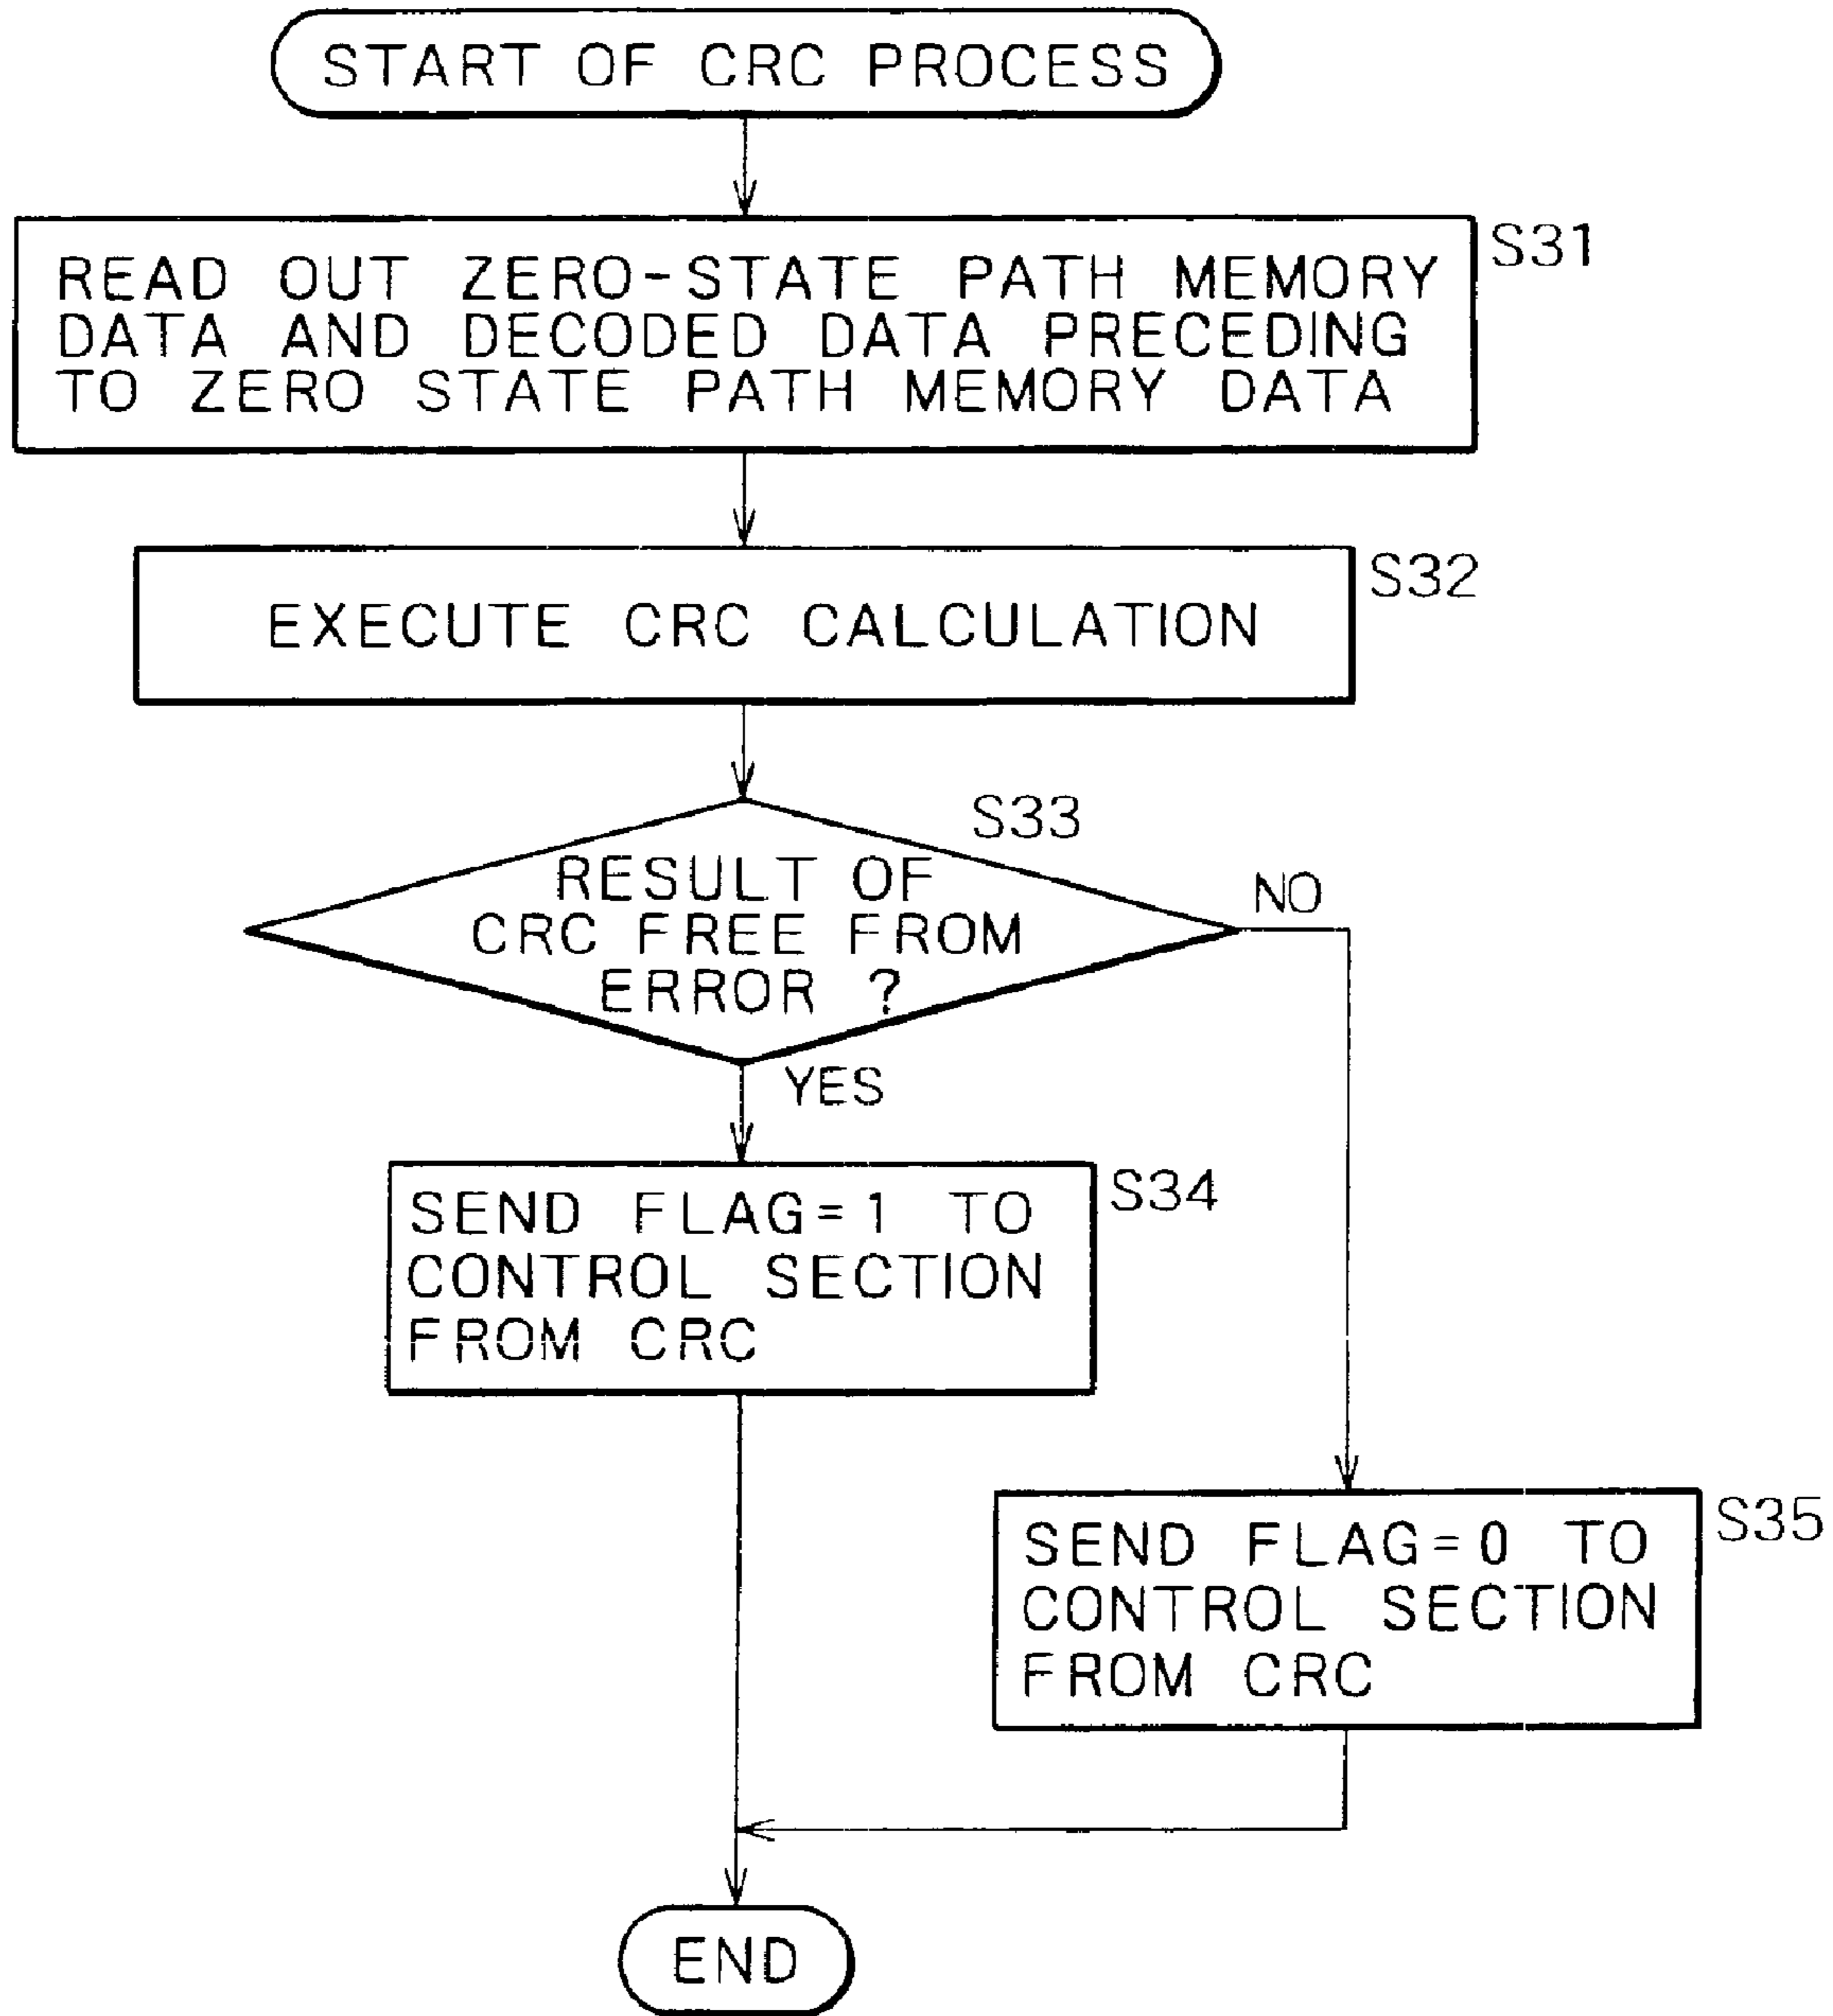 START OF CRC PROCESS
S31
READ OUT ZERO-STATE PATH MEMORY
DATA AND DECODED DATA PRECEDING
TO ZERO STATE PATH MEMORY DATA
S32
EXECUTE CRC CALCULATION
S33
RESULT OF
CRC FREE FROM
ERROR ?
NO
YES
S34
SEND FLAG=1 TO
CONTROL SECTION
FROM CRC
S35
SEND FLAG=0 TO
CONTROL SECTION
FROM CRC
END